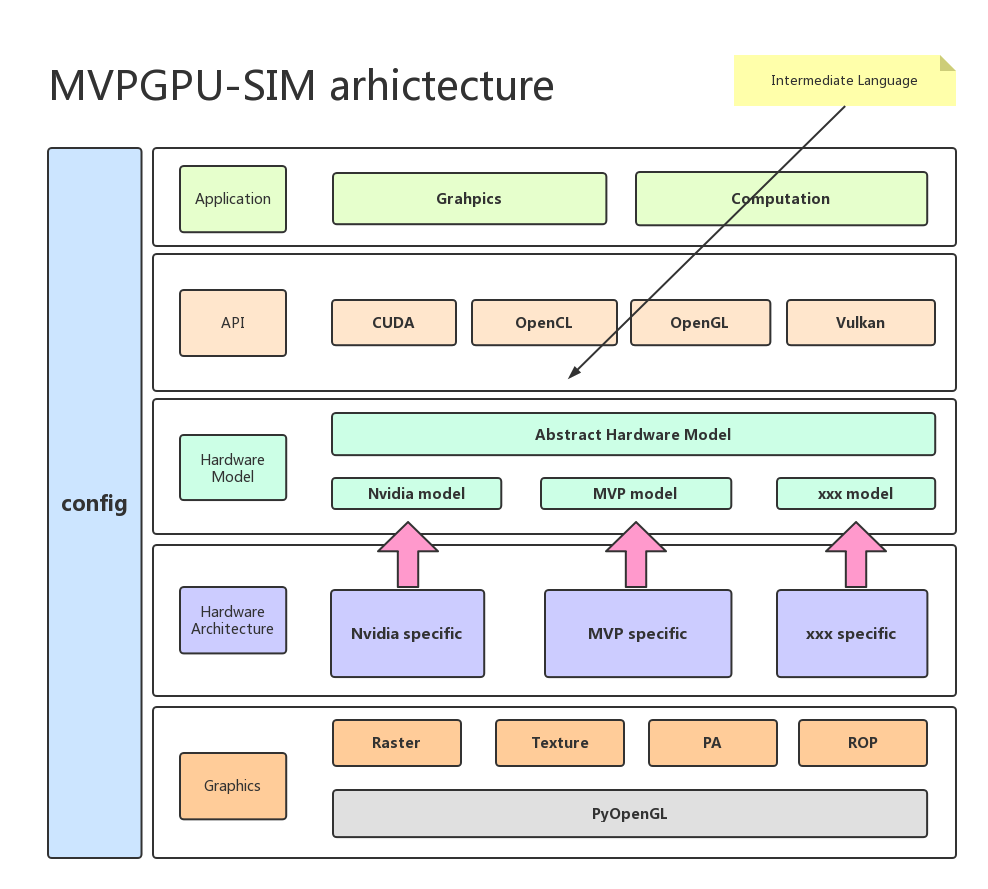 MVPGPU-SIM arhictecture
Intermediate Language
config
Application
Grahpics
Computation
API
CUDA
OpenCL
OpenGL
Vulkan
Hardware
Model
Abstract Hardware Model
Nvidia model
MVP model
xxx model
Hardware
Architecture
Nvidia specific
MVP specific
xxx specific
Graphics
Raster
Texture
PA
ROP
PyOpenGL